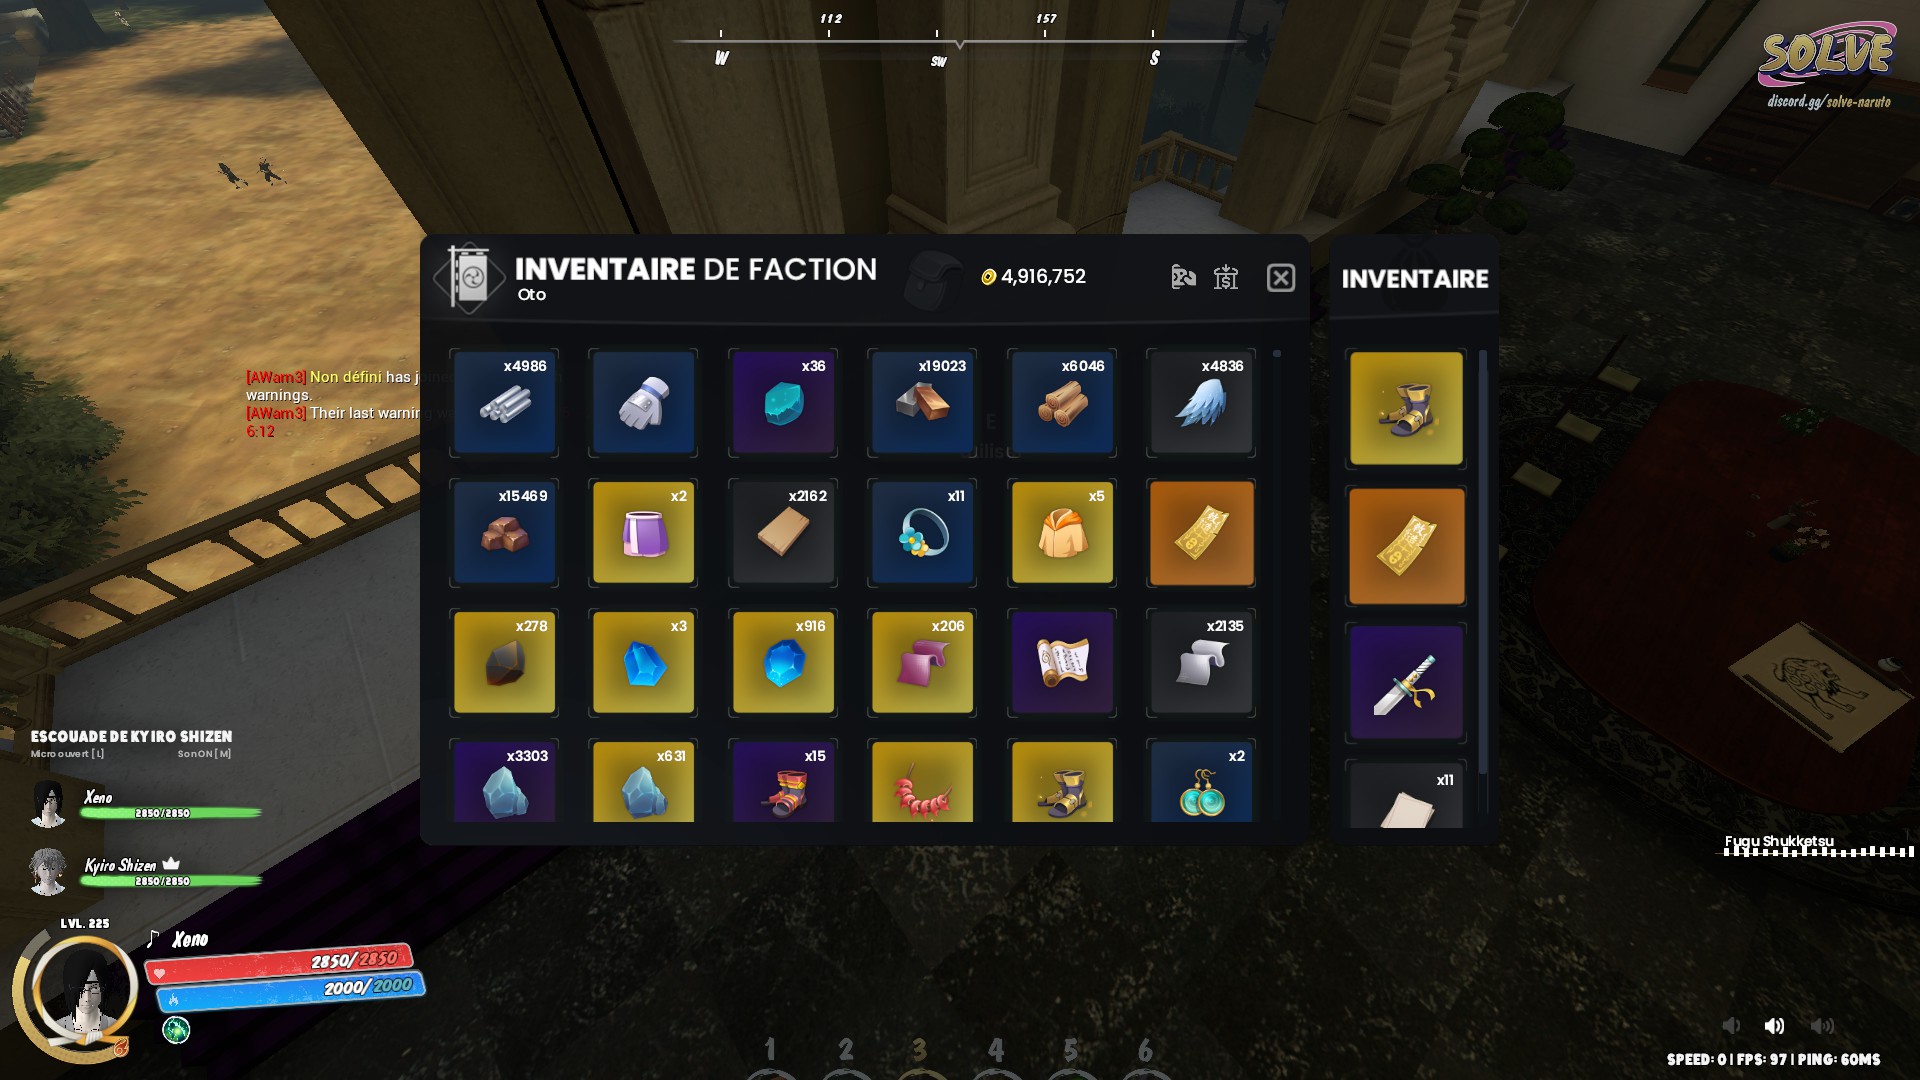 112
157
W
SW
S
SOLVE
discord.gg/solve-naruto
INVENTAIRE DE FACTION
Oto
4,916,752
INVENTAIRE
[AWam3] Non défini has
warnings.
[AWam3] Their last warnin
6:12
x4986
x36
x19023
x6046
x4836
E
x15469
x2
x2162
x11
x5
x278
x3
x916
x206
x2135
x3303
x631
x15
x2
x11
ESCOUADE DE KYIRO SHIZEN
Micro ouvert [ L ]
Son ON [ M ]
Xeno
2850/2850
Kyiro Shizen
2850/2850
LVL. 225
Xeno
2850/2850
2000/2000
Fugu Shukketsu
1
2
3
4
5
6
SPEED: 0 | FPS: 97 | PING: 60MS